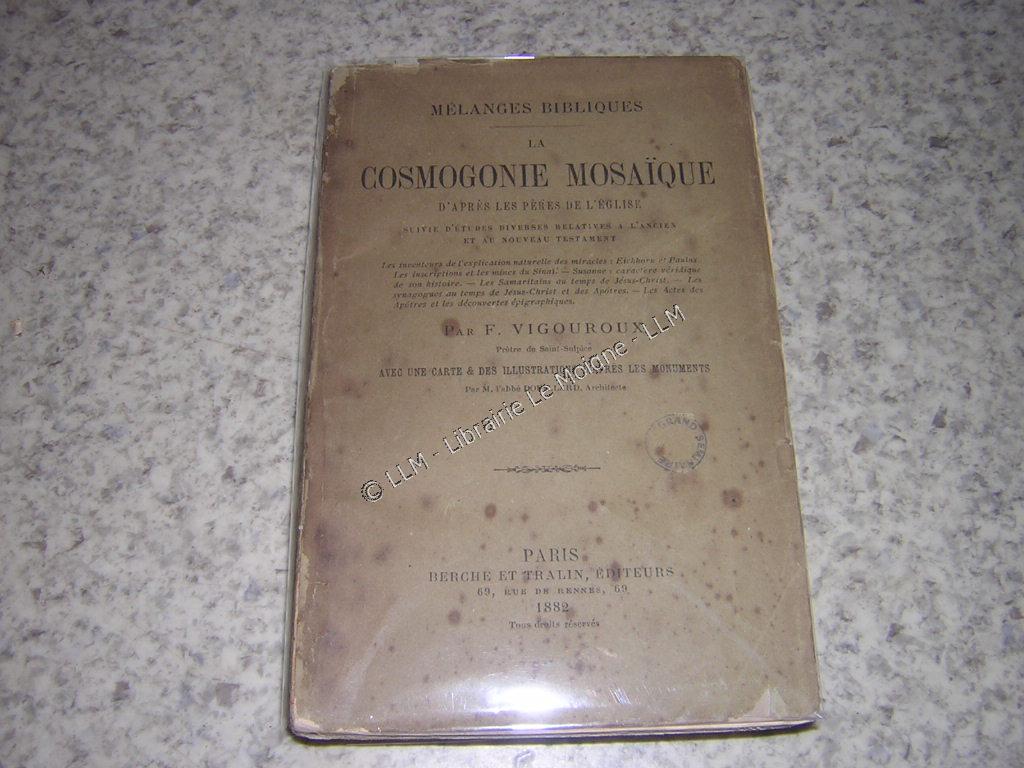 MÉLANGES BIBLIQUES
LA
COSMOGONIE MOSAÏQUE
D'APRÈS LES PÈRES DE L'ÉGLISE
SUIVIE D'ÉTUDES DIVERSES RELATIVES A L'ANCIEN
ET AU NOUVEAU TESTAMENT
Les inventeurs de l'explication naturelle des miracles : Eichhorn et Paulus.
Les inscriptions et les mines du Sinaï. — Susanne : caractère véridique
de son histoire. — Les Samaritains au temps de Jésus-Christ. — Les
synagogues au temps de Jésus-Christ et des Apôtres. — Les Actes des
Apôtres et les découvertes épigraphiques.
PAR F. VIGOUROUX
Prêtre de Saint-Sulpice
AVEC UNE CARTE & DES ILLUSTRATIONS LES MONUMENTS
Par M. l'abbé Architecte
© LLM - Librairie Le Moigne - LLM
GRAND SEMINAIRE
PARIS
BERCHE ET TRALIN, ÉDITEURS
69, RUE DE RENNES, 69
1882
Tous droits réservés